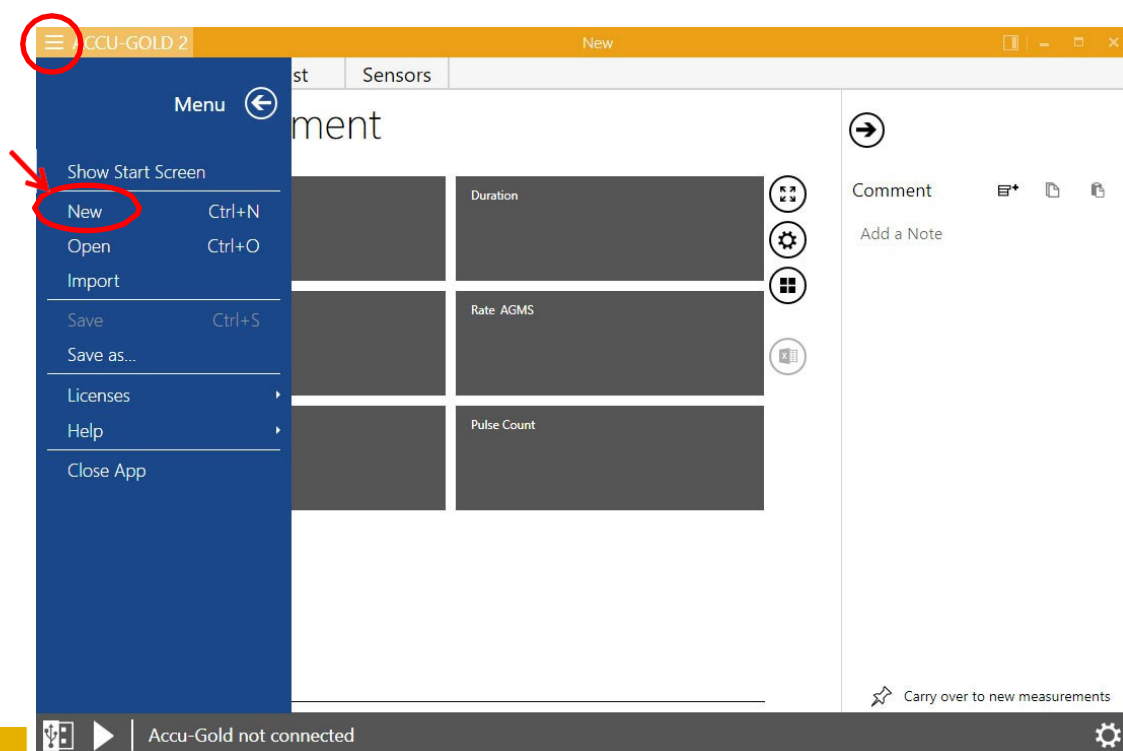 ACCU-GOLD 2
New
st
Sensors
Menu
ment
Show Start Screen
New Ctrl+N
Open Ctrl+O
Import
Save Ctrl+S
Save as...
Licenses
Help
Close App
Duration
Rate AGMS
Pulse Count
Comment
Add a Note
Carry over to new measurements
Accu-Gold not connected